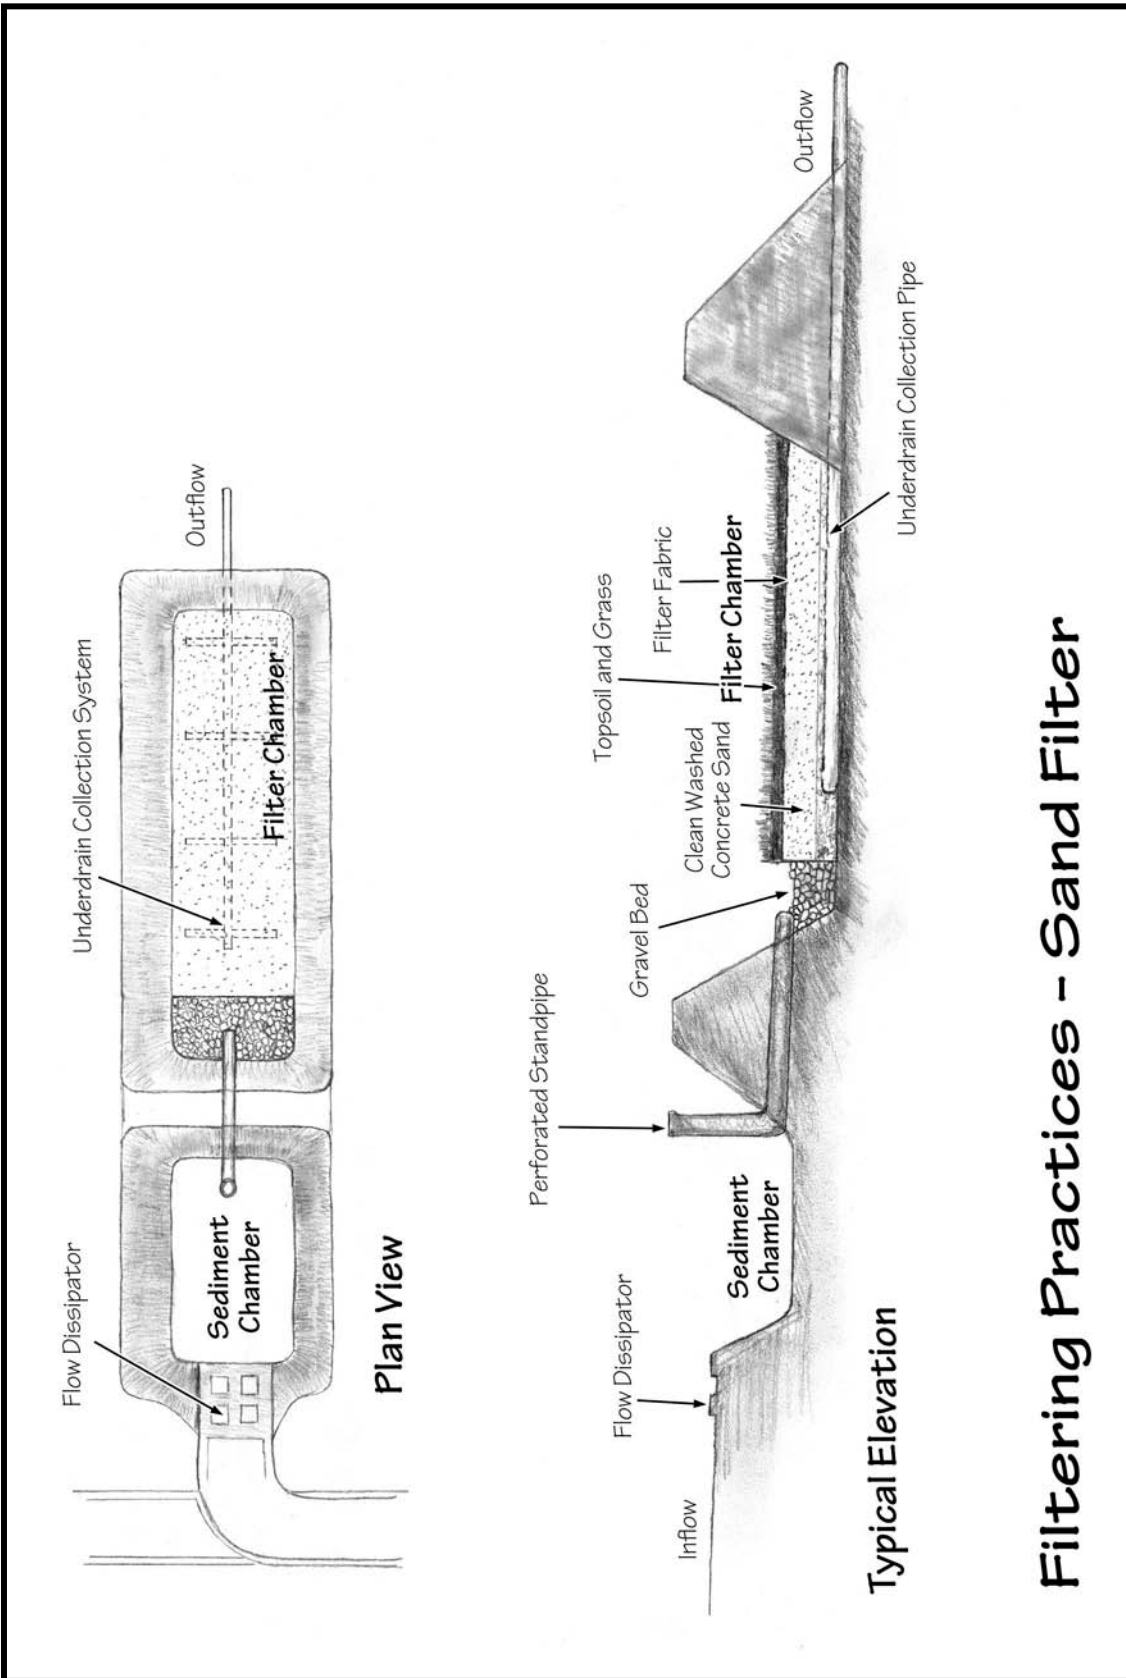 Flow Dissipator
Underdrain Collection System
Outflow
Sediment
Chamber
Filter Chamber
Plan View
Inflow
Flow Dissipator
Sediment
Chamber
Perforated Standpipe
Gravel Bed
Clean Washed
Concrete Sand
Topsoil and Grass
Filter Fabric
Filter Chamber
Underdrain Collection Pipe
Outflow
Typical Elevation
Filtering Practices – Sand Filter